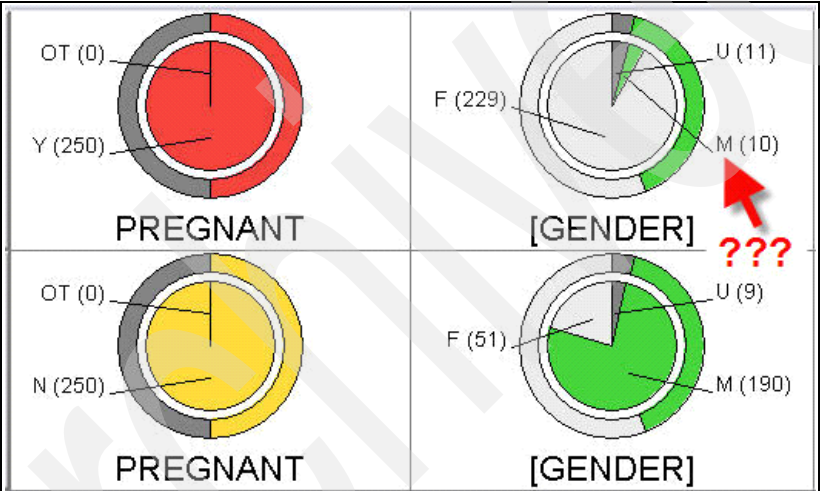 OT (0)
Y (250)
PREGNANT
U (11)
F (229)
M (10)
[GENDER]
???
OT (0)
N (250)
PREGNANT
U (9)
F (51)
M (190)
[GENDER]